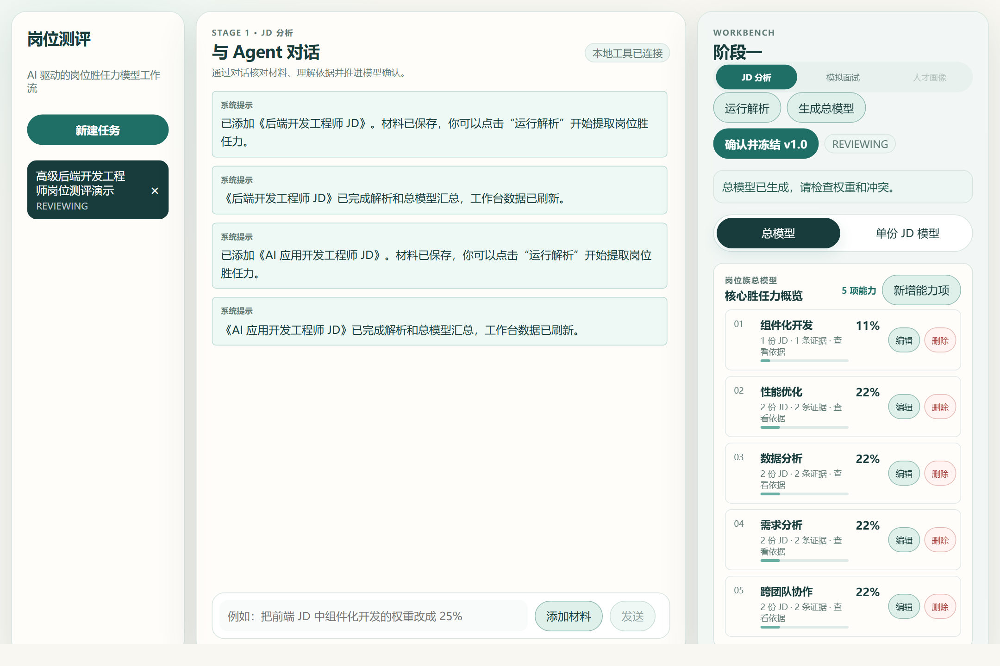 岗位测评
AI 驱动的岗位胜任力模型工作
流
新建任务
高级后端开发工程
师岗位测评演示
×
REVIEWING
STAGE 1 • JD 分析
与 Agent 对话
本地工具已连接
通过对话核对材料、理解依据并推进模型确认。
系统提示
已添加《后端开发工程师 JD》。材料已保存，你可以点击“运行解析”开始提取岗位胜
任力。
系统提示
《后端开发工程师 JD》已完成解析和总模型汇总，工作台数据已刷新。
系统提示
已添加《AI 应用开发工程师 JD》。材料已保存，你可以点击“运行解析”开始提取岗位
胜任力。
系统提示
《AI 应用开发工程师 JD》已完成解析和总模型汇总，工作台数据已刷新。
例如：把前端 JD 中组件化开发的权重改成 25%
添加材料
发送
WORKBENCH
阶段一
JD 分析
模拟面试
人才画像
运行解析
生成总模型
确认并冻结 v1.0
REVIEWING
总模型已生成，请检查权重和冲突。
总模型
单份 JD 模型
岗位族总模型
核心胜任力概览
5 项能力
新增能力项
01
组件化开发
11%
1 份 JD · 1 条证据 · 查
看依据
编辑
删除
02
性能优化
22%
2 份 JD · 2 条证据 · 查
看依据
编辑
删除
03
数据分析
22%
2 份 JD · 2 条证据 · 查
看依据
编辑
删除
04
需求分析
22%
2 份 JD · 2 条证据 · 查
看依据
编辑
删除
05
跨团队协作
22%
2 份 JD · 2 条证据 · 查
看依据
编辑
删除